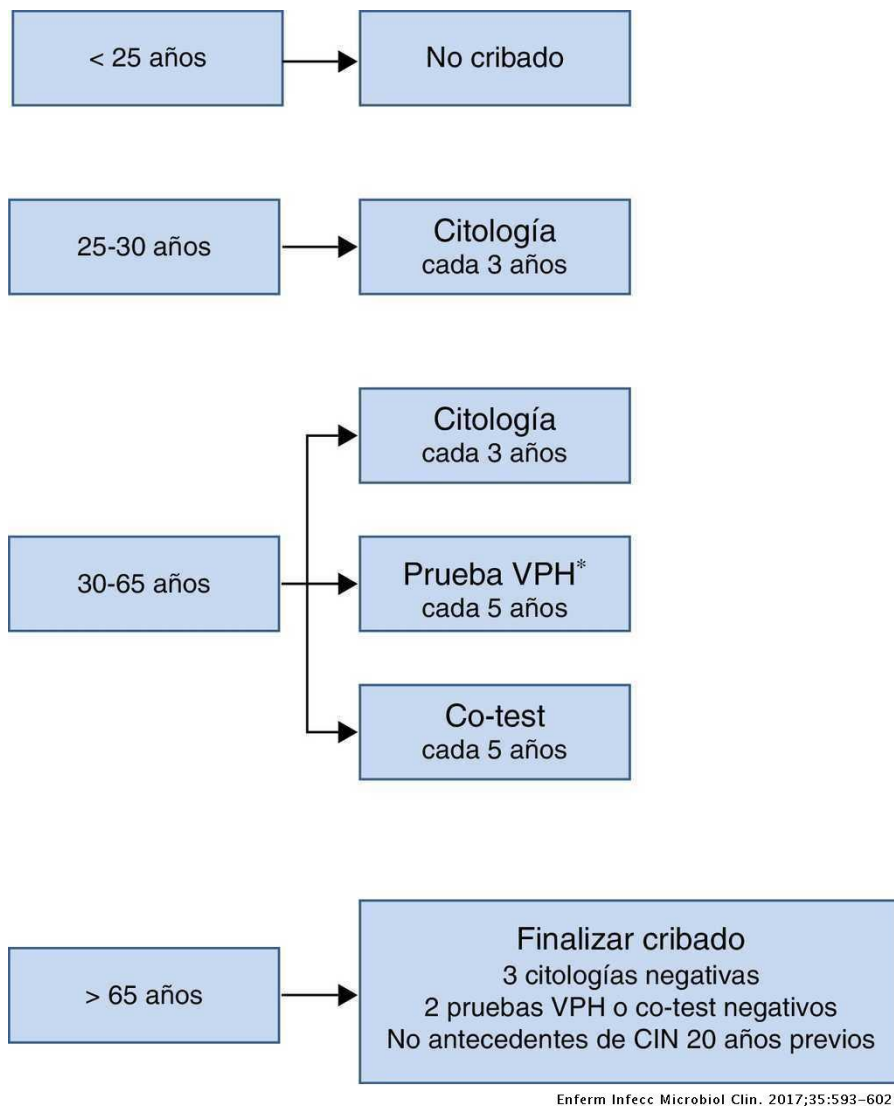 < 25 años
No cribado
25-30 años
Citología
cada 3 años
30-65 años
Citología
cada 3 años
Prueba VPH*
cada 5 años
Co-test
cada 5 años
> 65 años
Finalizar cribado
3 citologías negativas
2 pruebas VPH o co-test negativos
No antecedentes de CIN 20 años previos
Enferm Infecc Microbiol Clin. 2017;35:593–602